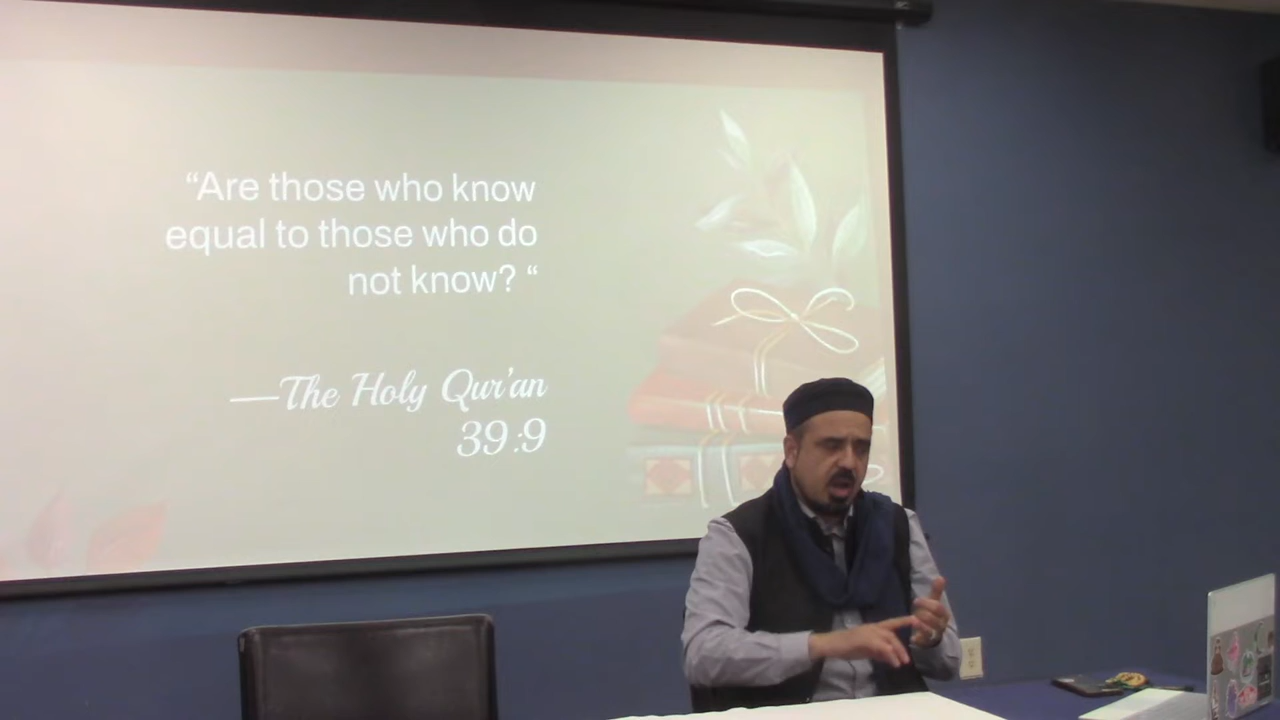 “Are those who know
equal to those who do
not know? “
—The Holy Qur'an
39:9